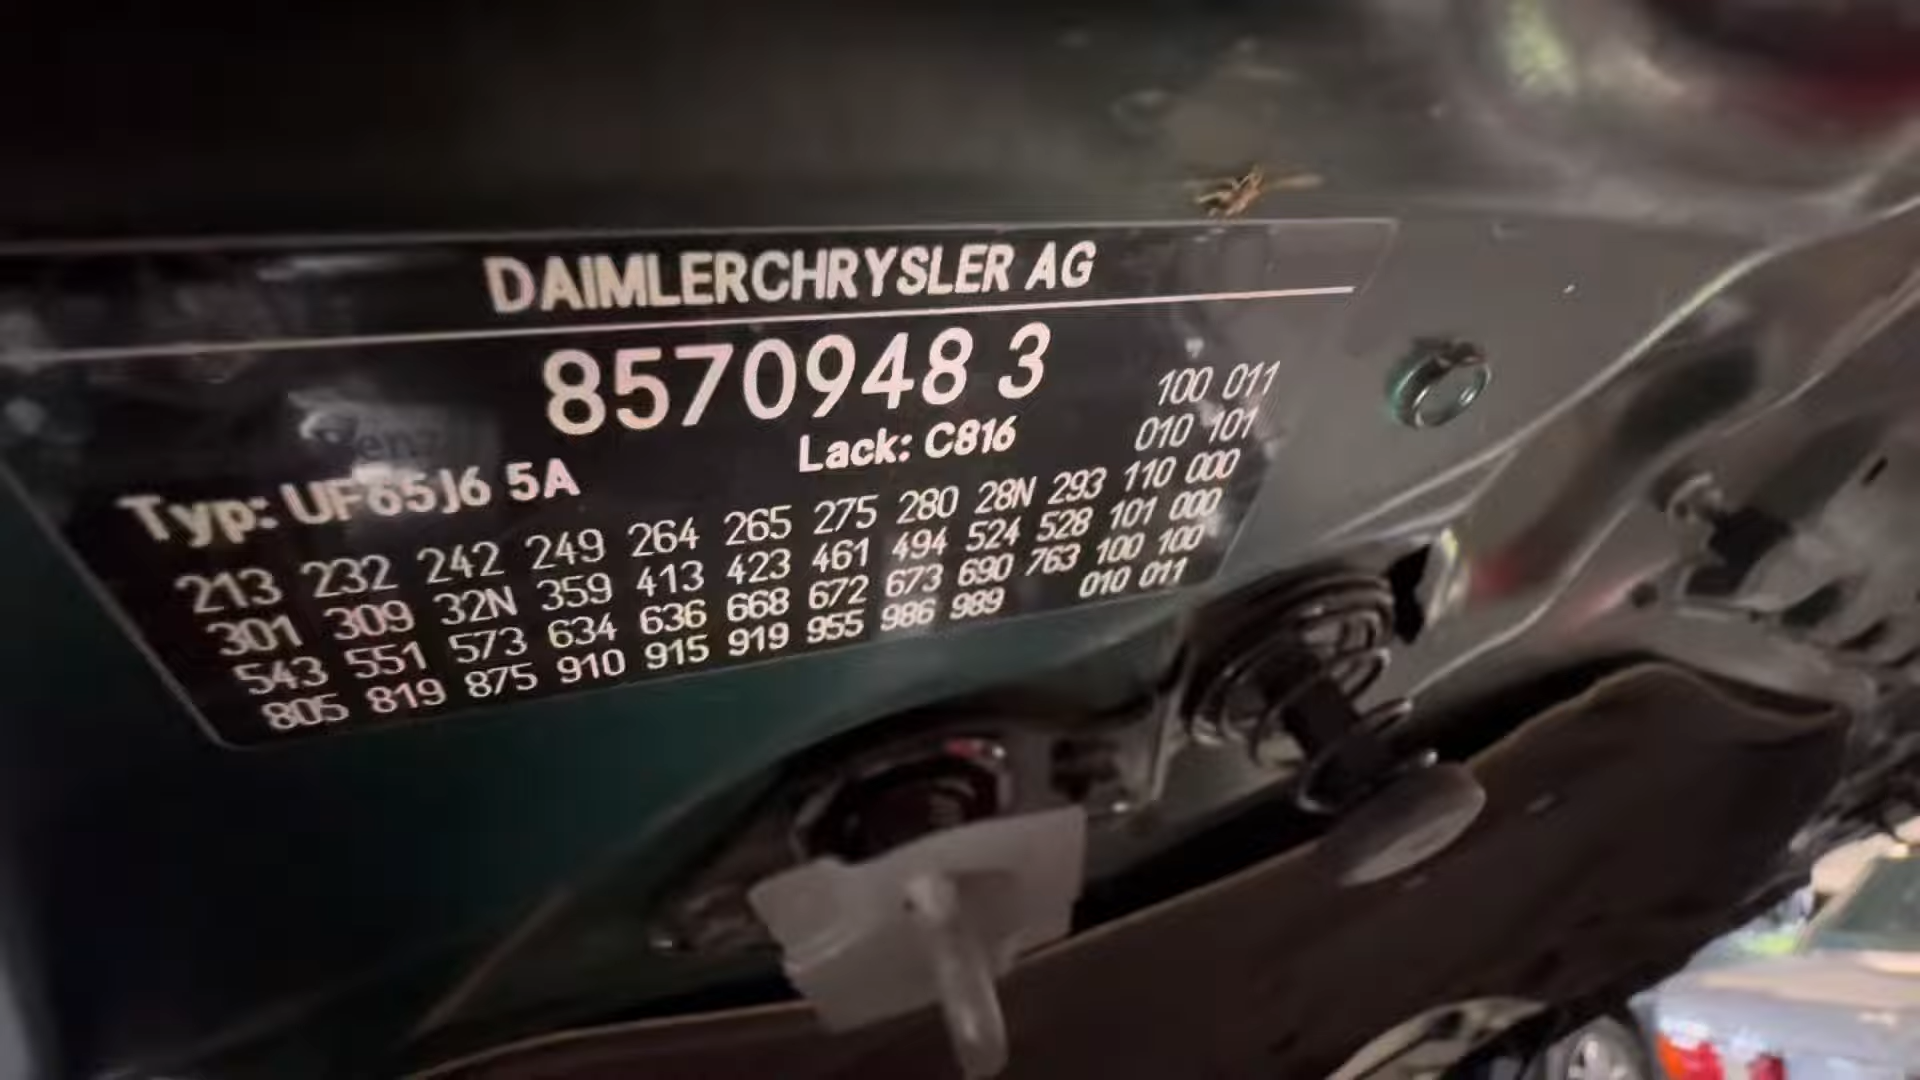 DAIMLERCHRYSLER AG
8570948 3
100 011
Lack: C816
010 101
Typ: UF65J6 5A
213 232 242 249 264 265 275 280 28N 293 110 000
301 309 32N 359 413 423 461 494 524 528 101 000
543 551 573 634 636 668 672 673 690 763 100 100
805 819 875 910 915 919 955 986 989 010 011